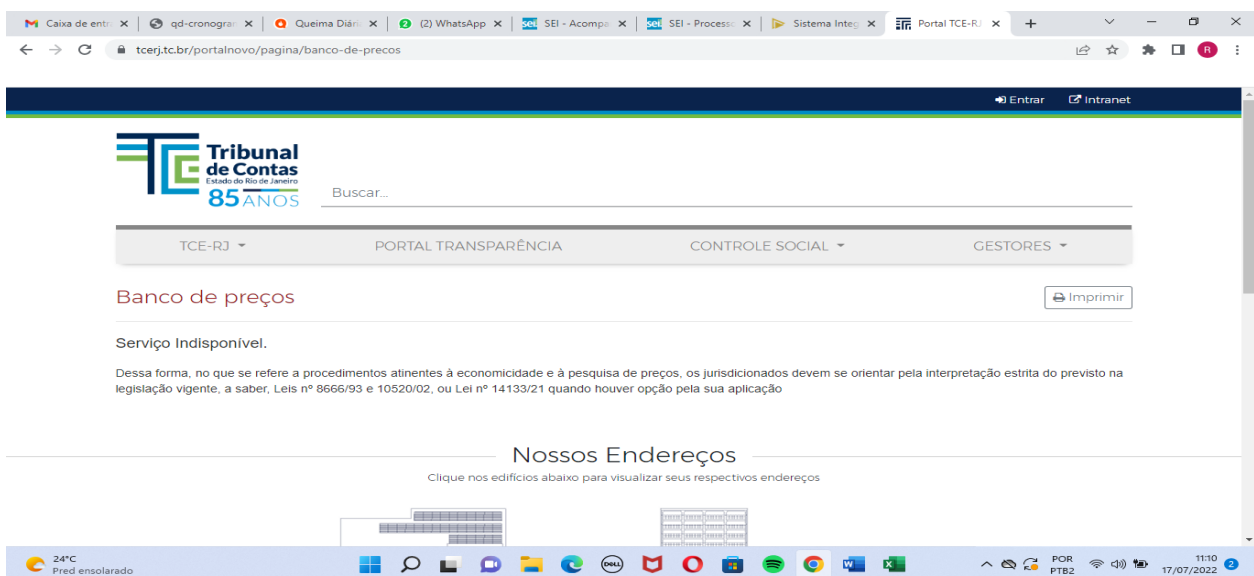 Caixa de entr
qd-cronogran
Queima Diári
(2) WhatsApp
sei! SEI - Acompa
sei! SEI - Processo
Sistema Integ
Portal TCE-RJ
tcerj.tc.br/portalnovo/pagina/banco-de-precos
R
Entrar
Intranet
Tribunal
de Contas
Estado do Rio de Janeiro
85 ANOS
Buscar...
TCE-RJ
PORTAL TRANSPARÊNCIA
CONTROLE SOCIAL
GESTORES
Banco de preços
Imprimir
Serviço Indisponível.
Dessa forma, no que se refere a procedimentos atinentes à economicidade e à pesquisa de preços, os jurisdicionados devem se orientar pela interpretação estrita do previsto na
legislação vigente, a saber, Leis nº 8666/93 e 10520/02, ou Lei nº 14133/21 quando houver opção pela sua aplicação
Nossos Endereços
Clique nos edifícios abaixo para visualizar seus respectivos endereços
24°C
Pred ensolarado
DELL
POR
PTB2
11:10
17/07/2022
2